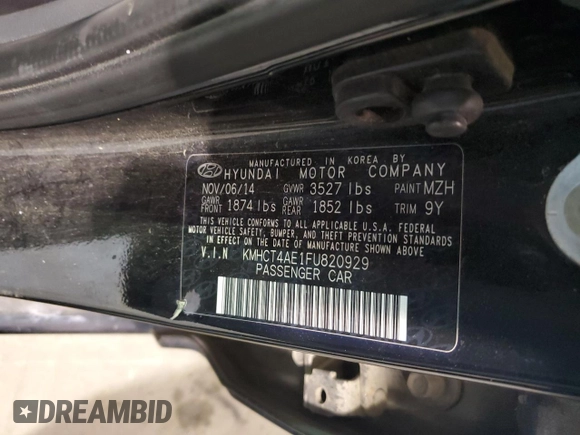 MANUFACTURED IN KOREA BY
HYUNDAI MOTOR COMPANY
NOV/06/14 GVWR 3527 lbs PAINT MZH
GAWR FRONT 1874 lbs GAWR REAR 1852 lbs TRIM 9Y
THIS VEHICLE CONFORMS TO ALL APPLICABLE U.S.A. FEDERAL
MOTOR VEHICLE SAFETY, BUMPER, AND THEFT PREVENTION STANDARDS
IN EFFECT ON THE DATE OF MANUFACTURE SHOWN ABOVE.
V.I.N KMHCT4AE1FU820929
PASSENGER CAR
DREAMBID